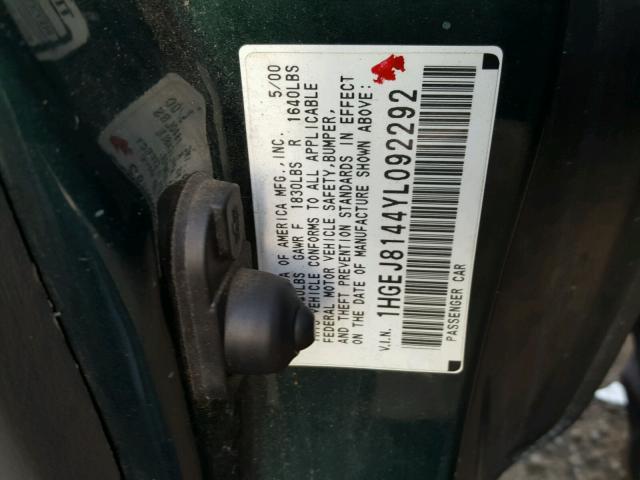 OF AMERICA MFG., INC. 5/00
LBS GAWR F 1830LBS R 1640LBS
VEHICLE CONFORMS TO ALL APPLICABLE
FEDERAL MOTOR VEHICLE SAFETY, BUMPER,
AND THEFT PREVENTION STANDARDS IN EFFECT
ON THE DATE OF MANUFACTURE SHOWN ABOVE:
V.I.N. 1HGEJ8144YL092292
PASSENGER CAR